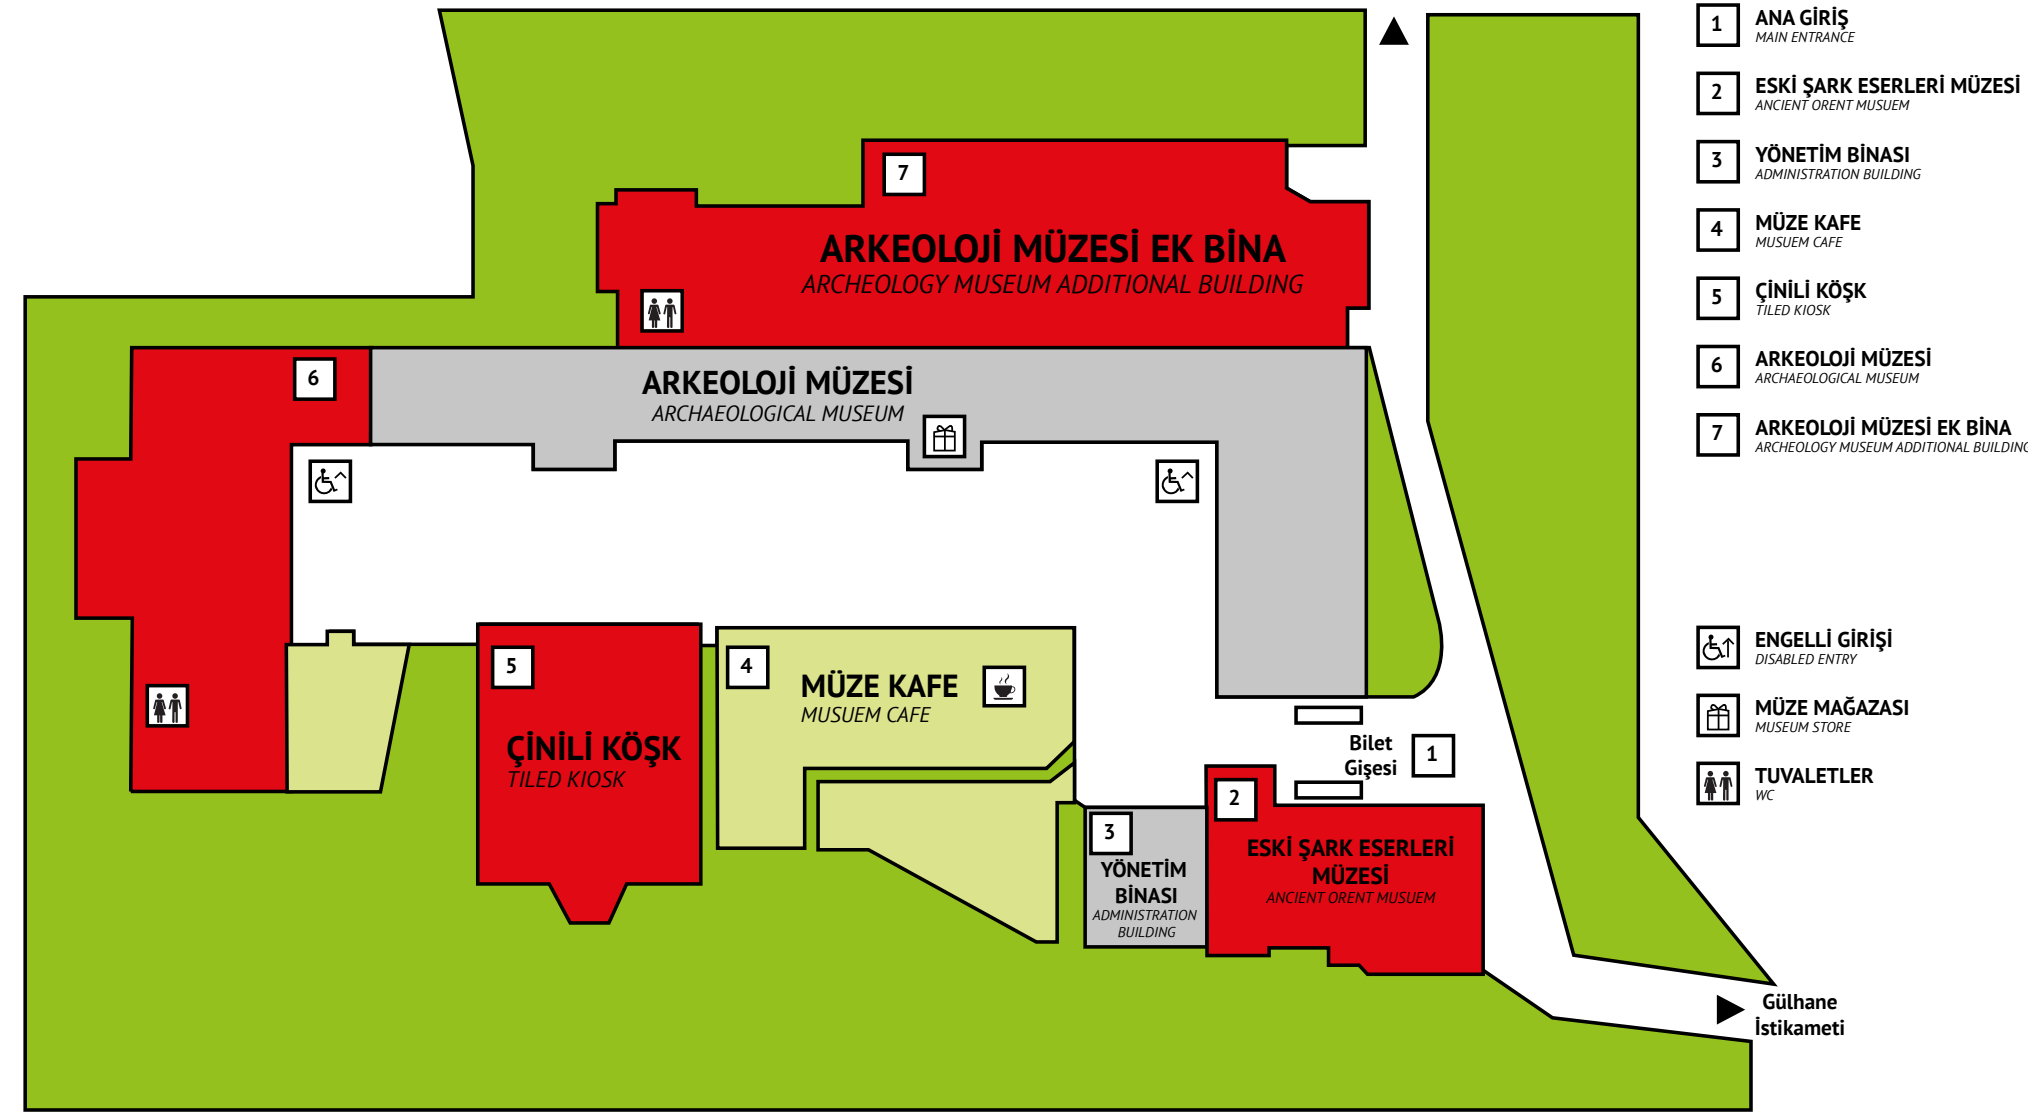 7
ARKEOLOJİ MÜZESİ EK BİNA
ARCHEOLOGY MUSEUM ADDITIONAL BUILDING
6
ARKEOLOJİ MÜZESİ
ARCHAEOLOGICAL MUSEUM
5
ÇİNİLİ KÖŞK
TILED KIOSK
4
MÜZE KAFE
MUSUEM CAFE
Bilet
Gişesi
1
2
ESKİ ŞARK ESERLERİ
MÜZESİ
ANCIENT ORENT MUSUEM
3
YÖNETİM
BİNASI
ADMINISTRATION
BUILDING
Gülhane
İstikameti
1
ANA GİRİŞ
MAIN ENTRANCE
2
ESKİ ŞARK ESERLERİ MÜZESİ
ANCIENT ORENT MUSUEM
3
YÖNETİM BİNASI
ADMINISTRATION BUILDING
4
MÜZE KAFE
MUSUEM CAFE
5
ÇİNİLİ KÖŞK
TILED KIOSK
6
ARKEOLOJİ MÜZESİ
ARCHAEOLOGICAL MUSEUM
7
ARKEOLOJİ MÜZESİ EK BİNA
ARCHEOLOGY MUSEUM ADDITIONAL BUILDING
ENGELLİ GİRİŞİ
DISABLED ENTRY
MÜZE MAĞAZASI
MUSEUM STORE
TUVALETLER
WC